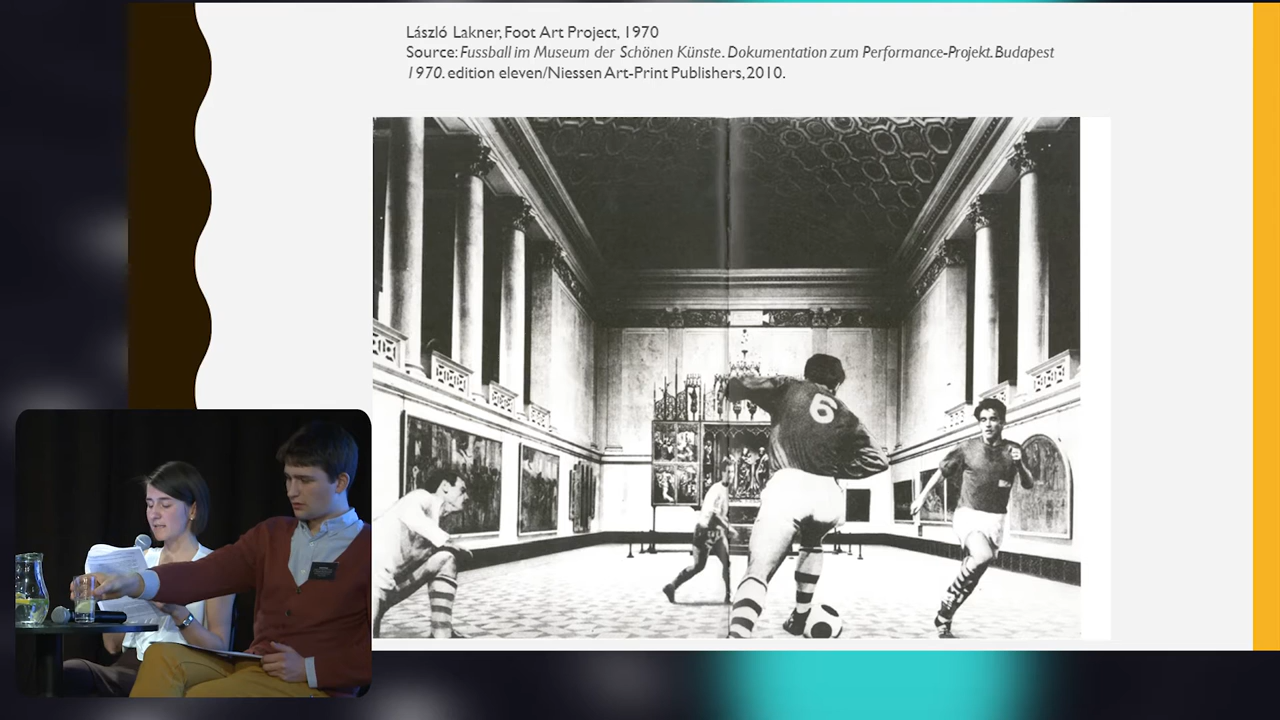 László Lakner, Foot Art Project, 1970
Source: Fussball im Museum der Schönen Künste. Dokumentation zum Performance-Projekt. Budapest
1970. edition eleven/Niessen Art-Print Publishers, 2010.
6